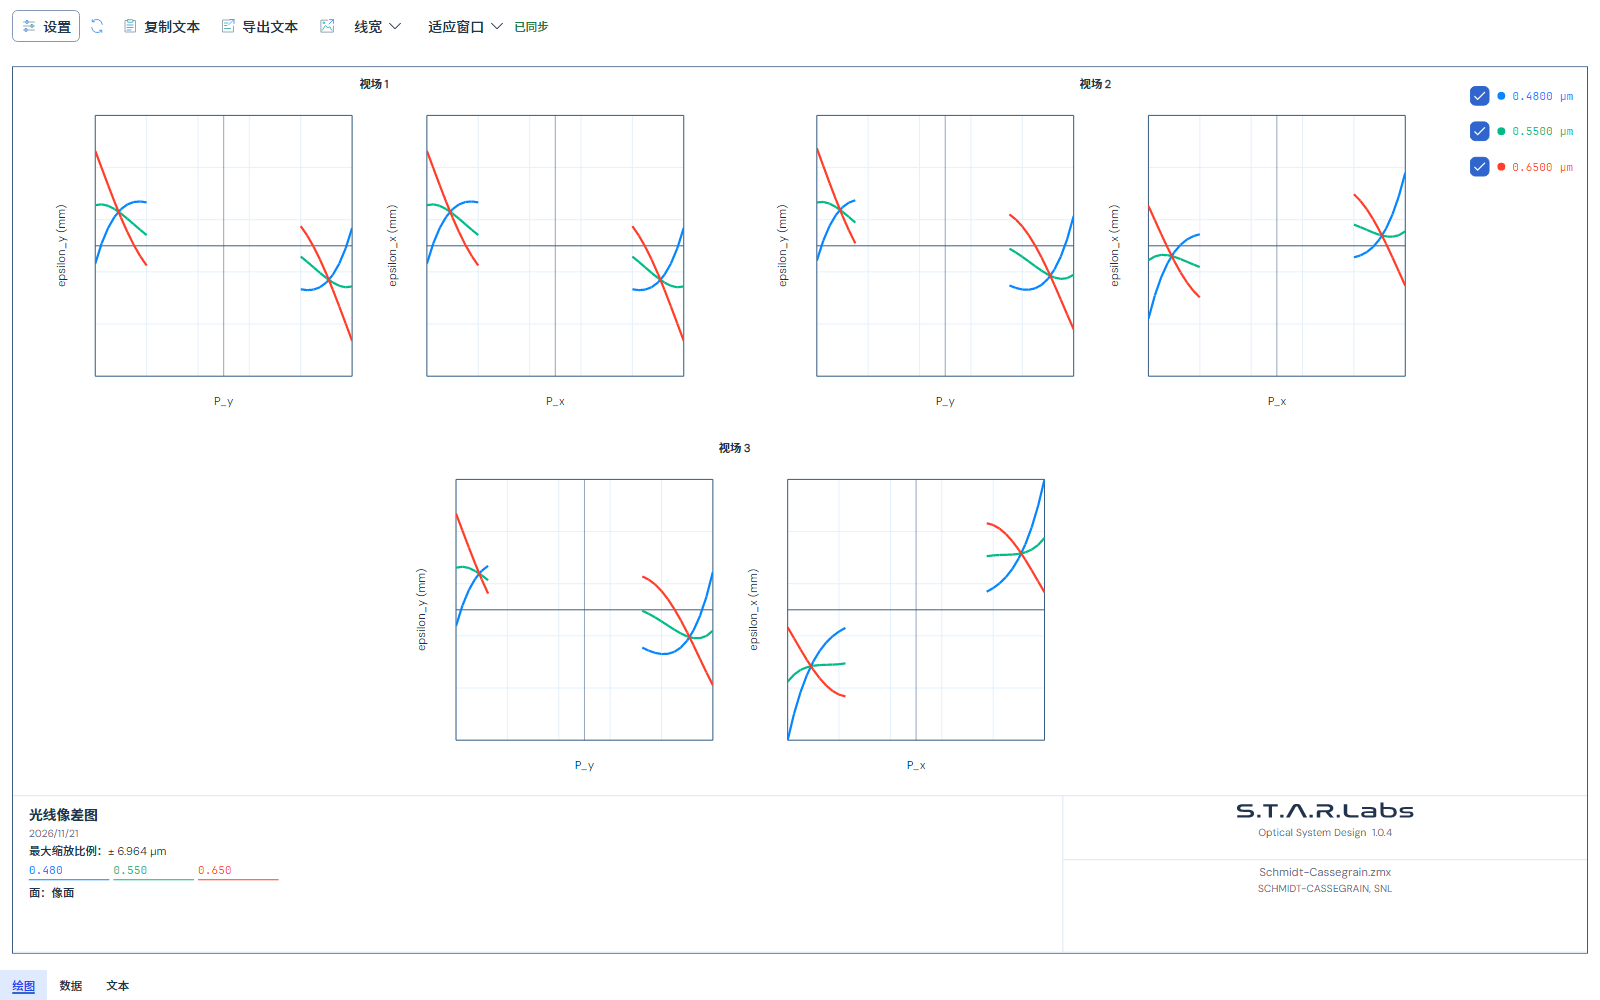 设置 复制文本 导出文本 线宽 适应窗口 已同步
视场 1
视场 2
0.4800 µm
0.5500 µm
0.6500 µm
epsilon_y (mm)
epsilon_x (mm)
epsilon_y (mm)
epsilon_x (mm)
P_y
P_x
P_y
P_x
视场 3
epsilon_y (mm)
epsilon_x (mm)
P_y
P_x
光线像差图
2026/11/21
最大缩放比例: ± 6.964 µm
0.480 0.550 0.650
面: 像面
S.T.A.R.Labs
Optical System Design 1.0.4
Schmidt-Cassegrain.zmx
SCHMIDT-CASSEGRAIN, SNL
绘图 数据 文本